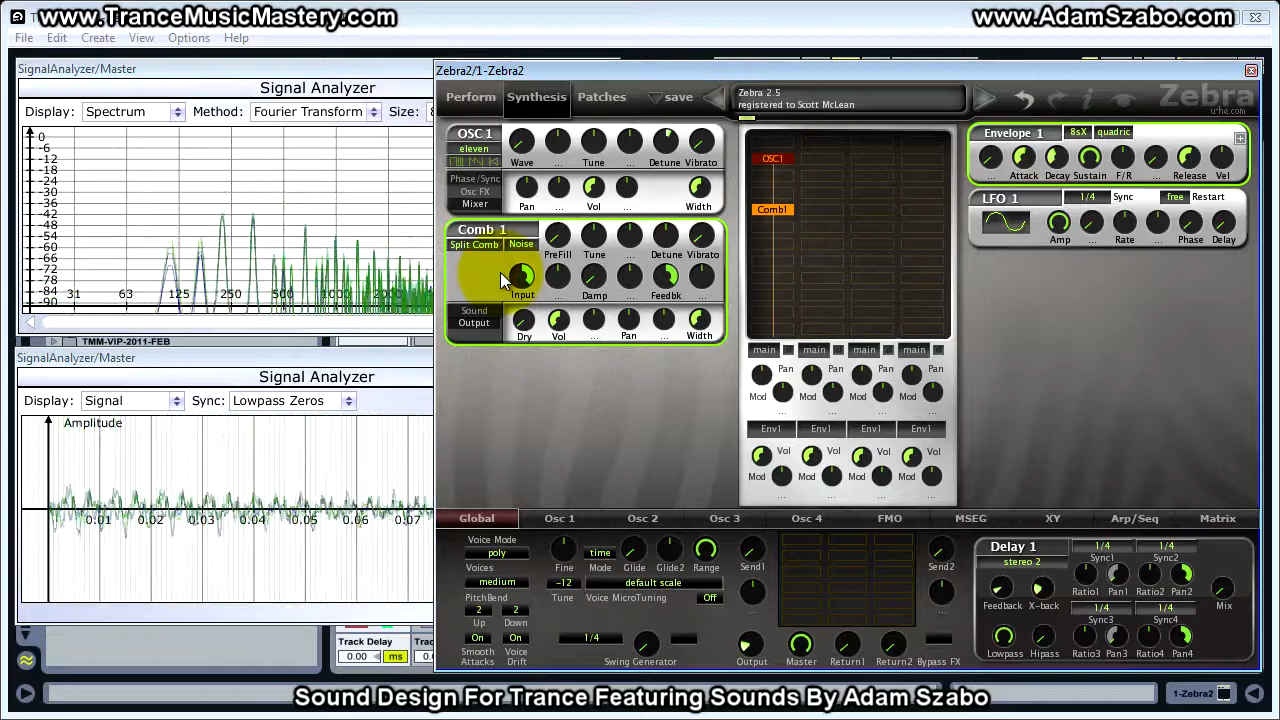 www.TranceMusicMastery.com
www.AdamSzabo.com
File Edit Create View Options Help
SignalAnalyzer/Master
Signal Analyzer
Display: Spectrum Method: Fourier Transform Size:
0
-6
-12
-18
-24
-30
-36
-42
-48
-54
-60
-66
-72
-78
-84
-90
31 63 125 250 500
TMM-VIP-2011-FEB
SignalAnalyzer/Master
Signal Analyzer
Display: Signal Sync: Lowpass Zeros
Amplitude
0.01 0.02 0.03 0.04 0.05 0.06 0.07
Track Delay
0.00 ms
Zebra2/1-Zebra2
Perform Synthesis Patches save
Zebra 2.5
registered to Scott McLean
Zebra
u-he.com
OSC 1
eleven
Wave ... Tune ... Detune Vibrato
Phase/Sync
Osc FX
Mixer
Pan ... Vol ... Width
Comb 1
Split Comb Noise
PreFill Tune ... Detune Vibrato
Input ... Damp ... Feedbk ...
Sound
Output
Dry Vol ... Pan ... Width
OSC1
Comb1
main main main main
Pan Pan Pan Pan
Mod Mod Mod Mod
... ... ... ...
Env1 Env1 Env1 Env1
Vol Vol Vol Vol
Mod Mod Mod Mod
... ... ... ...
Envelope 1 8sX quadric
... Attack Decay Sustain F/R ... Release Vel
LFO 1 1/4 Sync free Restart
Amp ... Rate ... Phase Delay
Global Osc 1 Osc 2 Osc 3 Osc 4 FMO MSEG XY Arp/Seq Matrix
Voice Mode
poly
Voices
medium
PitchBend
2 2
Up Down
On On
Smooth Attacks
Voice Drift
time
Fine Mode Glide Glide2 Range
-12 default scale
Tune Voice MicroTuning Off
1/4
Swing Generator
Send1
...
Send2
...
Output Master Return1 Return2 Bypass FX
Delay 1
stereo 2
1/4 1/4
Sync1 Sync2
Feedback X-back Ratio1 Pan1 Ratio2 Pan2 Mix
1/4 1/4
Sync3 Sync4
Lowpass Hipass Ratio3 Pan3 Ratio4 Pan4
1-Zebra2
Sound Design For Trance Featuring Sounds By Adam Szabo